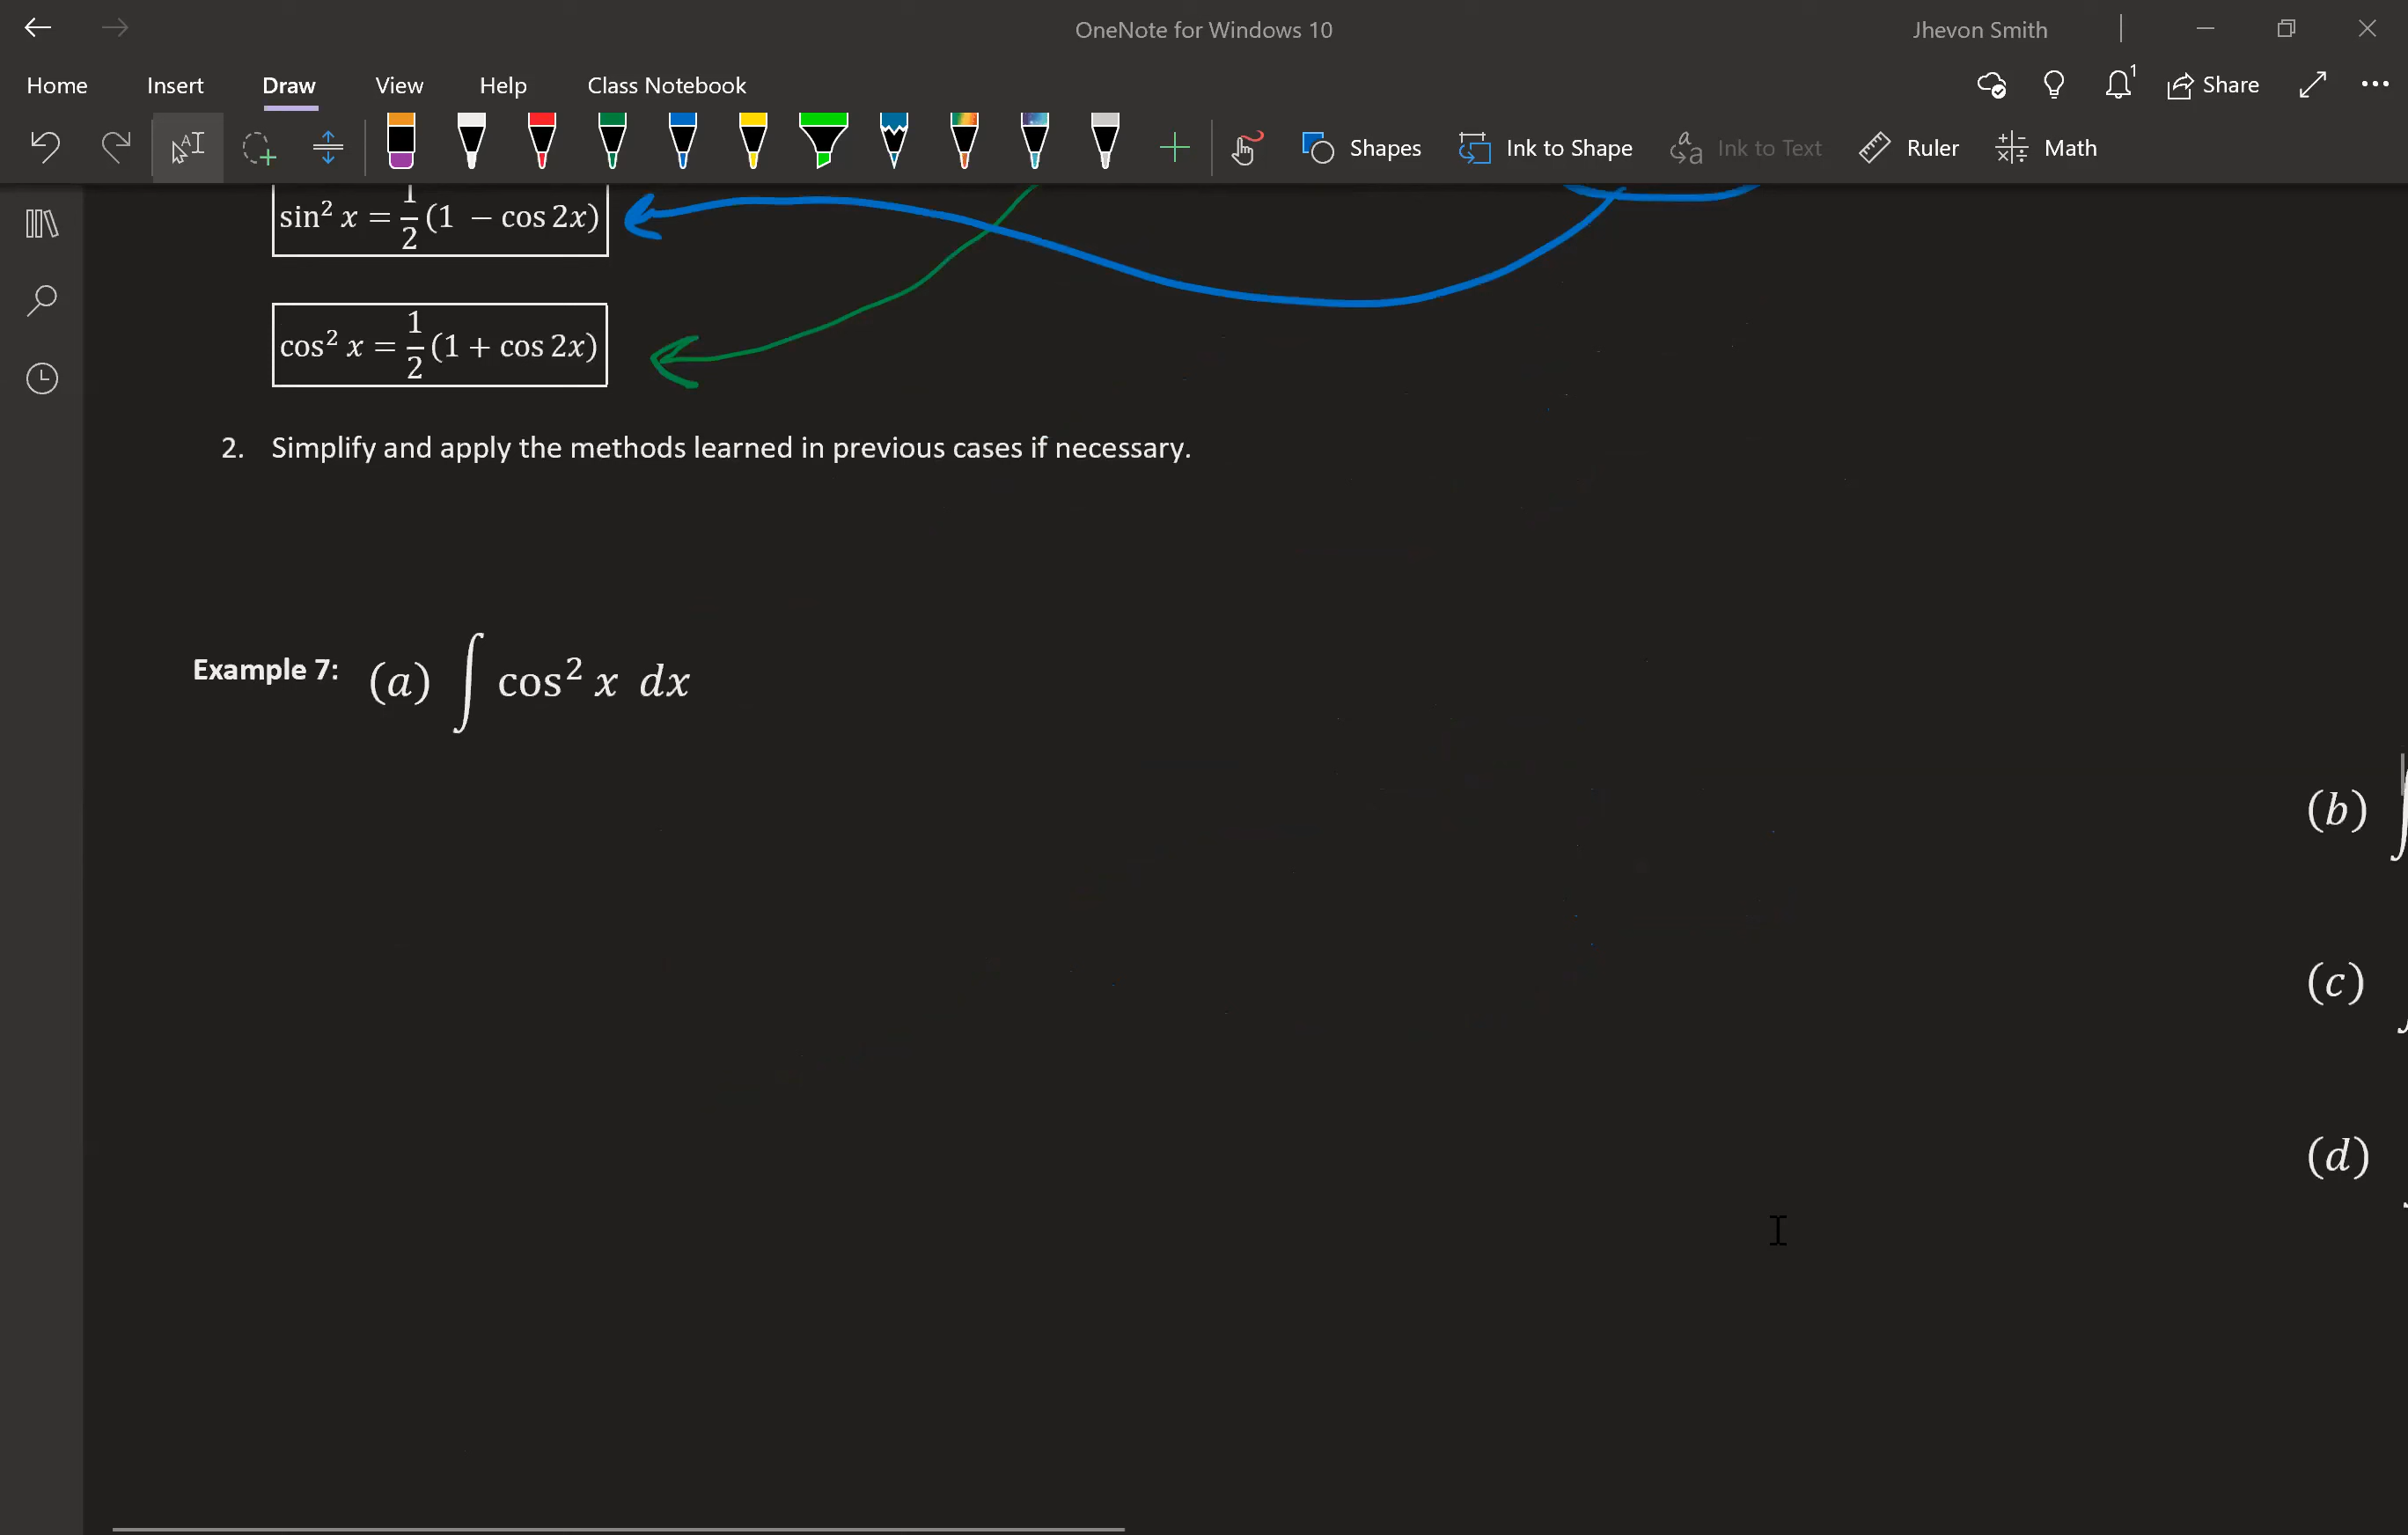 OneNote for Windows 10
Jhevon Smith
Home Insert Draw View Help Class Notebook
1 Share
Shapes Ink to Shape Ink to Text Ruler Math
sin² x = 1/2 (1 − cos 2x)
cos² x = 1/2 (1 + cos 2x)
2. Simplify and apply the methods learned in previous cases if necessary.
Example 7: (a) ∫ cos² x dx
(b) ∫
(c)
(d)